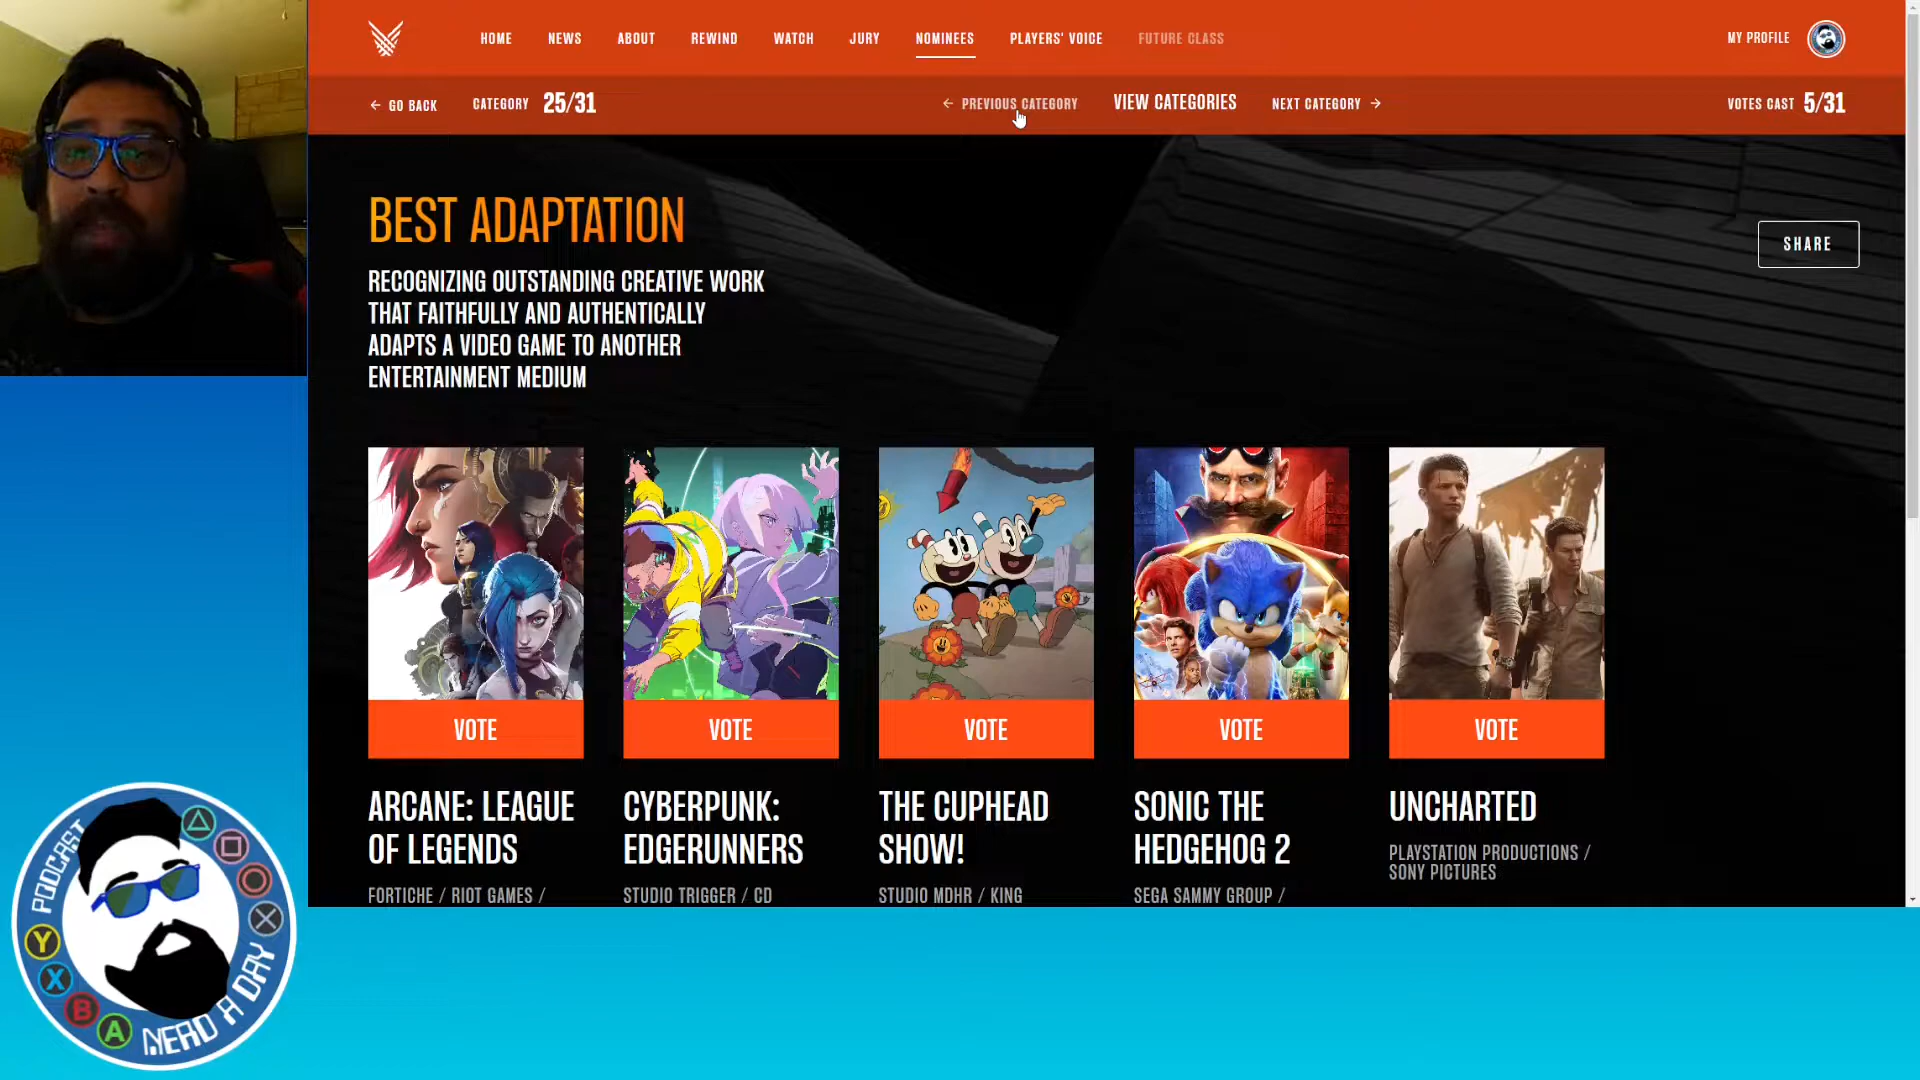 HOME NEWS ABOUT REWIND WATCH JURY NOMINEES PLAYERS' VOICE FUTURE CLASS MY PROFILE
← GO BACK CATEGORY 25/31 ← PREVIOUS CATEGORY VIEW CATEGORIES NEXT CATEGORY → VOTES CAST 5/31
BEST ADAPTATION
SHARE
RECOGNIZING OUTSTANDING CREATIVE WORK
THAT FAITHFULLY AND AUTHENTICALLY
ADAPTS A VIDEO GAME TO ANOTHER
ENTERTAINMENT MEDIUM
VOTE VOTE VOTE VOTE VOTE
ARCANE: LEAGUE
OF LEGENDS
FORTICHE / RIOT GAMES /
CYBERPUNK:
EDGERUNNERS
STUDIO TRIGGER / CD
THE CUPHEAD
SHOW!
STUDIO MDHR / KING
SONIC THE
HEDGEHOG 2
SEGA SAMMY GROUP /
UNCHARTED
PLAYSTATION PRODUCTIONS /
SONY PICTURES
PODCAST
Y X B A
NERD A DAY